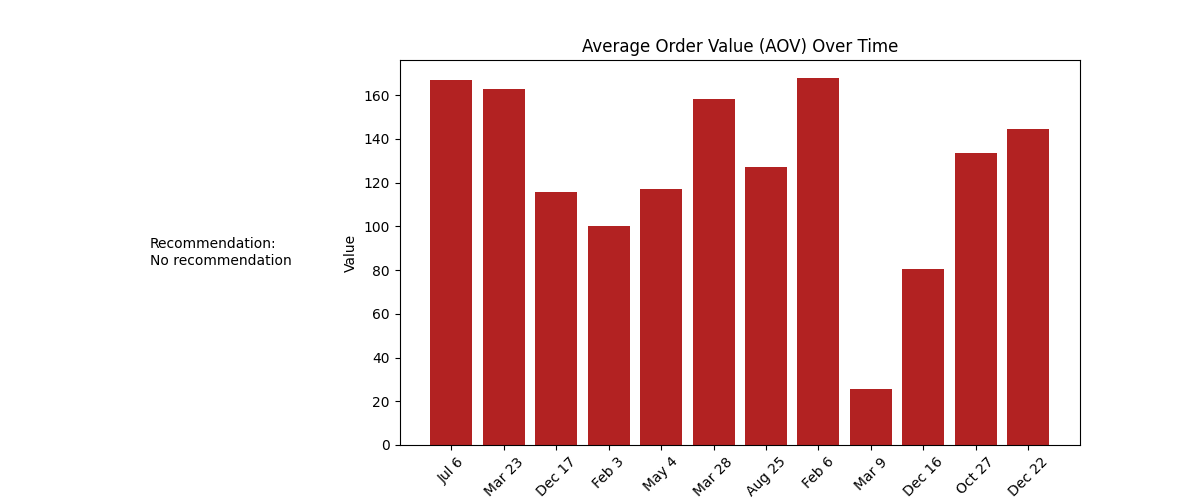 Average Order Value (AOV) Over Time
Recommendation:
No recommendation
Value
160
140
120
100
80
60
40
20
0
Jul 6
Mar 23
Dec 17
Feb 3
May 4
Mar 28
Aug 25
Feb 6
Mar 9
Dec 16
Oct 27
Dec 22